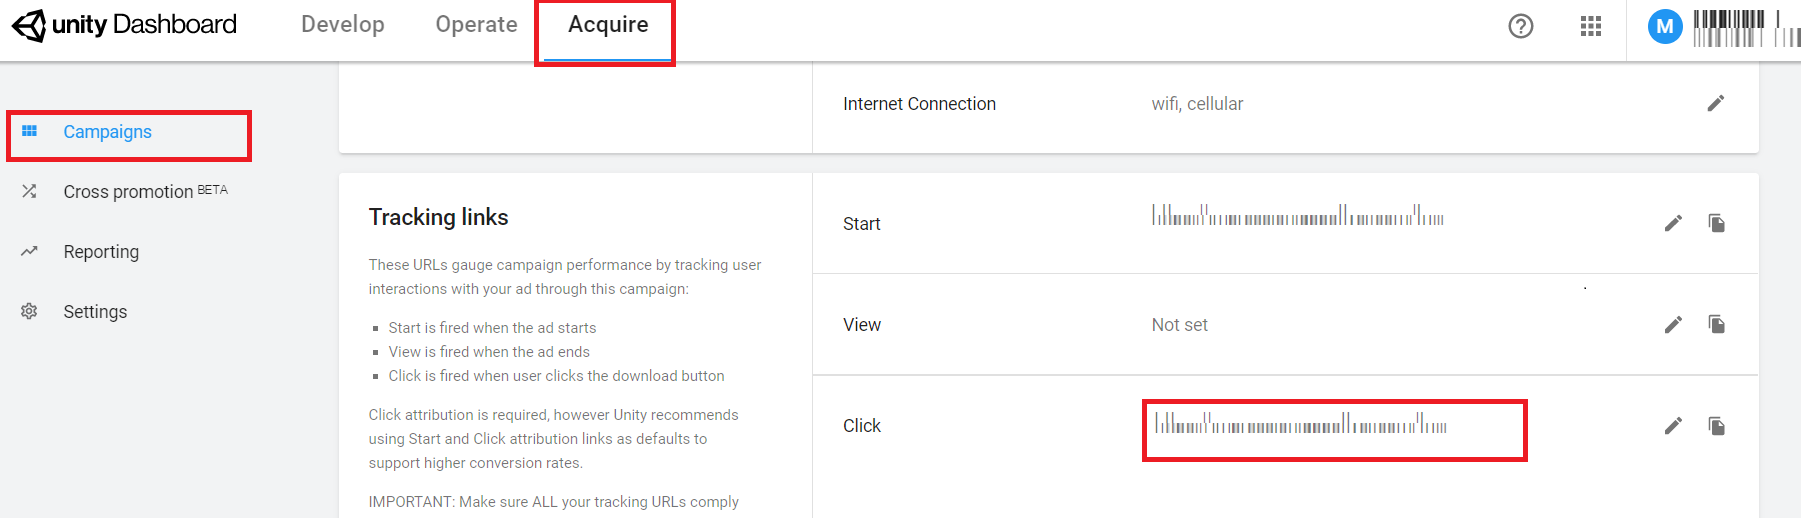 unity Dashboard
Develop
Operate
Acquire
M
Campaigns
Cross promotion BETA
Reporting
Settings
Internet Connection
wifi, cellular
Tracking links
These URLs gauge campaign performance by tracking user
interactions with your ad through this campaign:
Start is fired when the ad starts
View is fired when the ad ends
Click is fired when user clicks the download button
Click attribution is required, however Unity recommends
using Start and Click attribution links as defaults to
support higher conversion rates.
IMPORTANT: Make sure ALL your tracking URLs comply
Start
View
Not set
Click